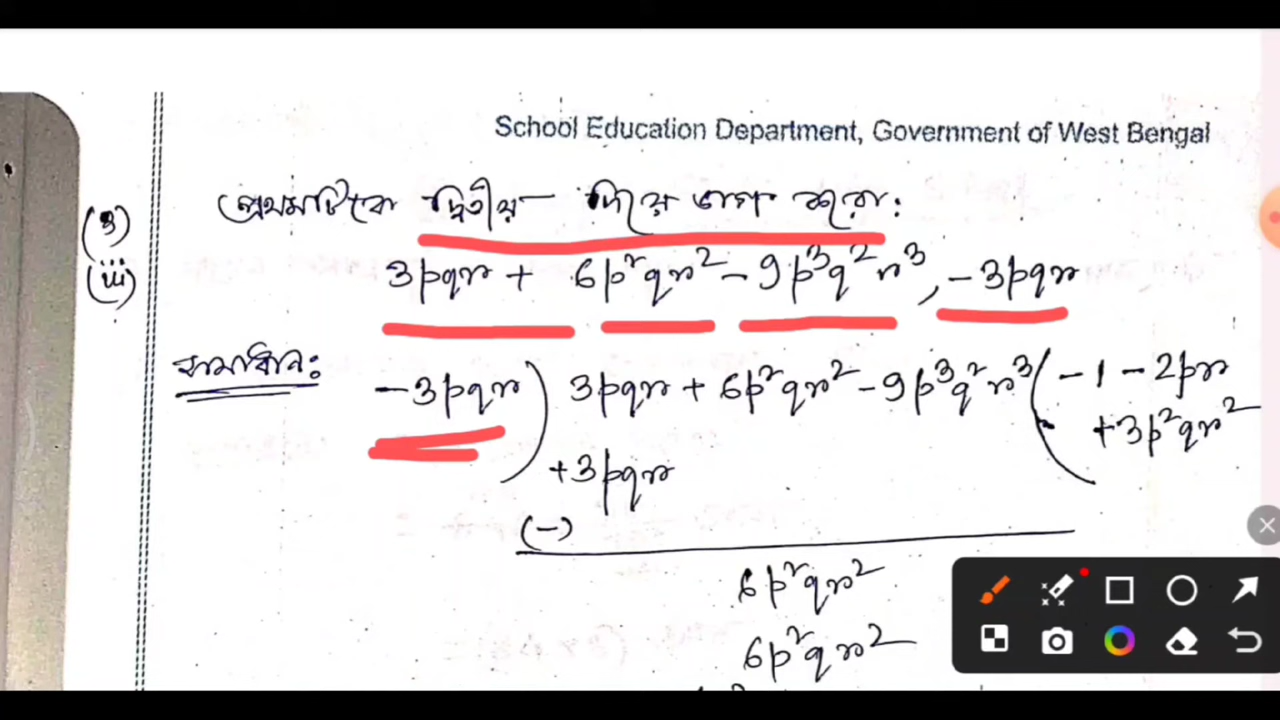 School Education Department, Government of West Bengal
প্রথমটিকে দ্বিতীয় দিয়ে ভাগ করো:
(iii) 3pqr + 6p²qr² - 9p³q²r³, -3pqr
সমাধান: -3pqr ) 3pqr + 6p²qr² - 9p³q²r³ ( -1 - 2pr
+3p²qr²
+3pqr
(-)
6p²qr²
6p²qr²